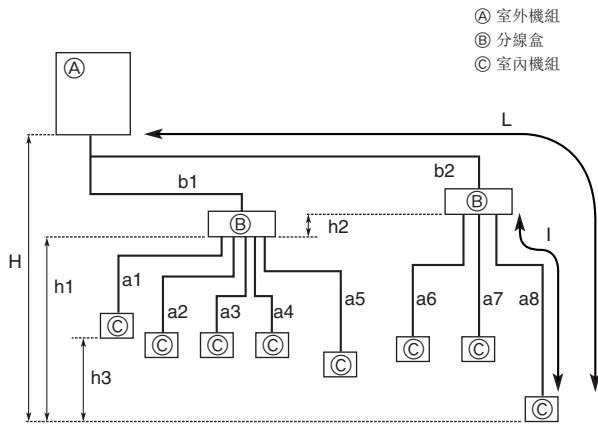 Ⓐ 室外機組
Ⓑ 分線盒
Ⓒ 室內機組
Ⓐ
L
b2
b1
Ⓑ
Ⓑ
h2
H
h1
a1
a2
a3
a4
a5
a6
a7
a8
l
Ⓒ
Ⓒ
Ⓒ
Ⓒ
Ⓒ
Ⓒ
Ⓒ
h3
Ⓒ